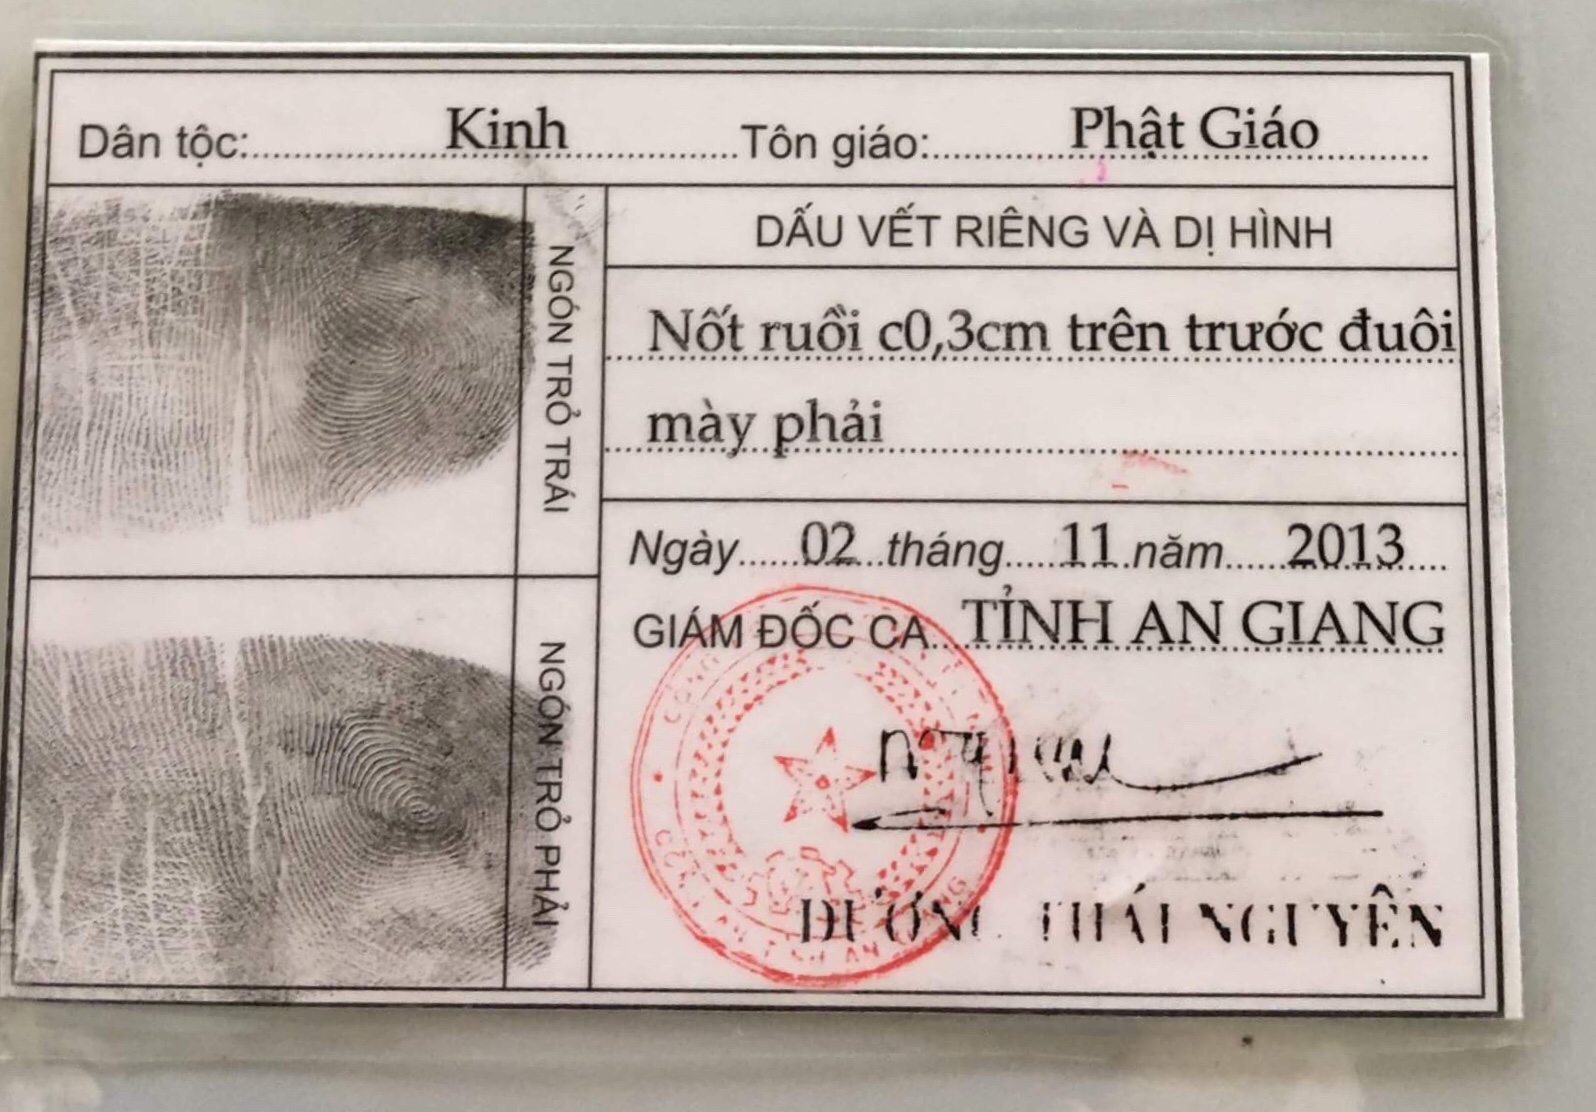 Dân tộc: Kinh Tôn giáo: Phật Giáo
NGÓN TRỎ TRÁI
NGÓN TRỎ PHẢI
DẤU VẾT RIÊNG VÀ DỊ HÌNH
Nốt ruồi c0,3cm trên trước đuôi
mày phải
Ngày 02 tháng 11 năm 2013
GIÁM ĐỐC CA TỈNH AN GIANG
DƯƠNG THÁI NGUYÊN